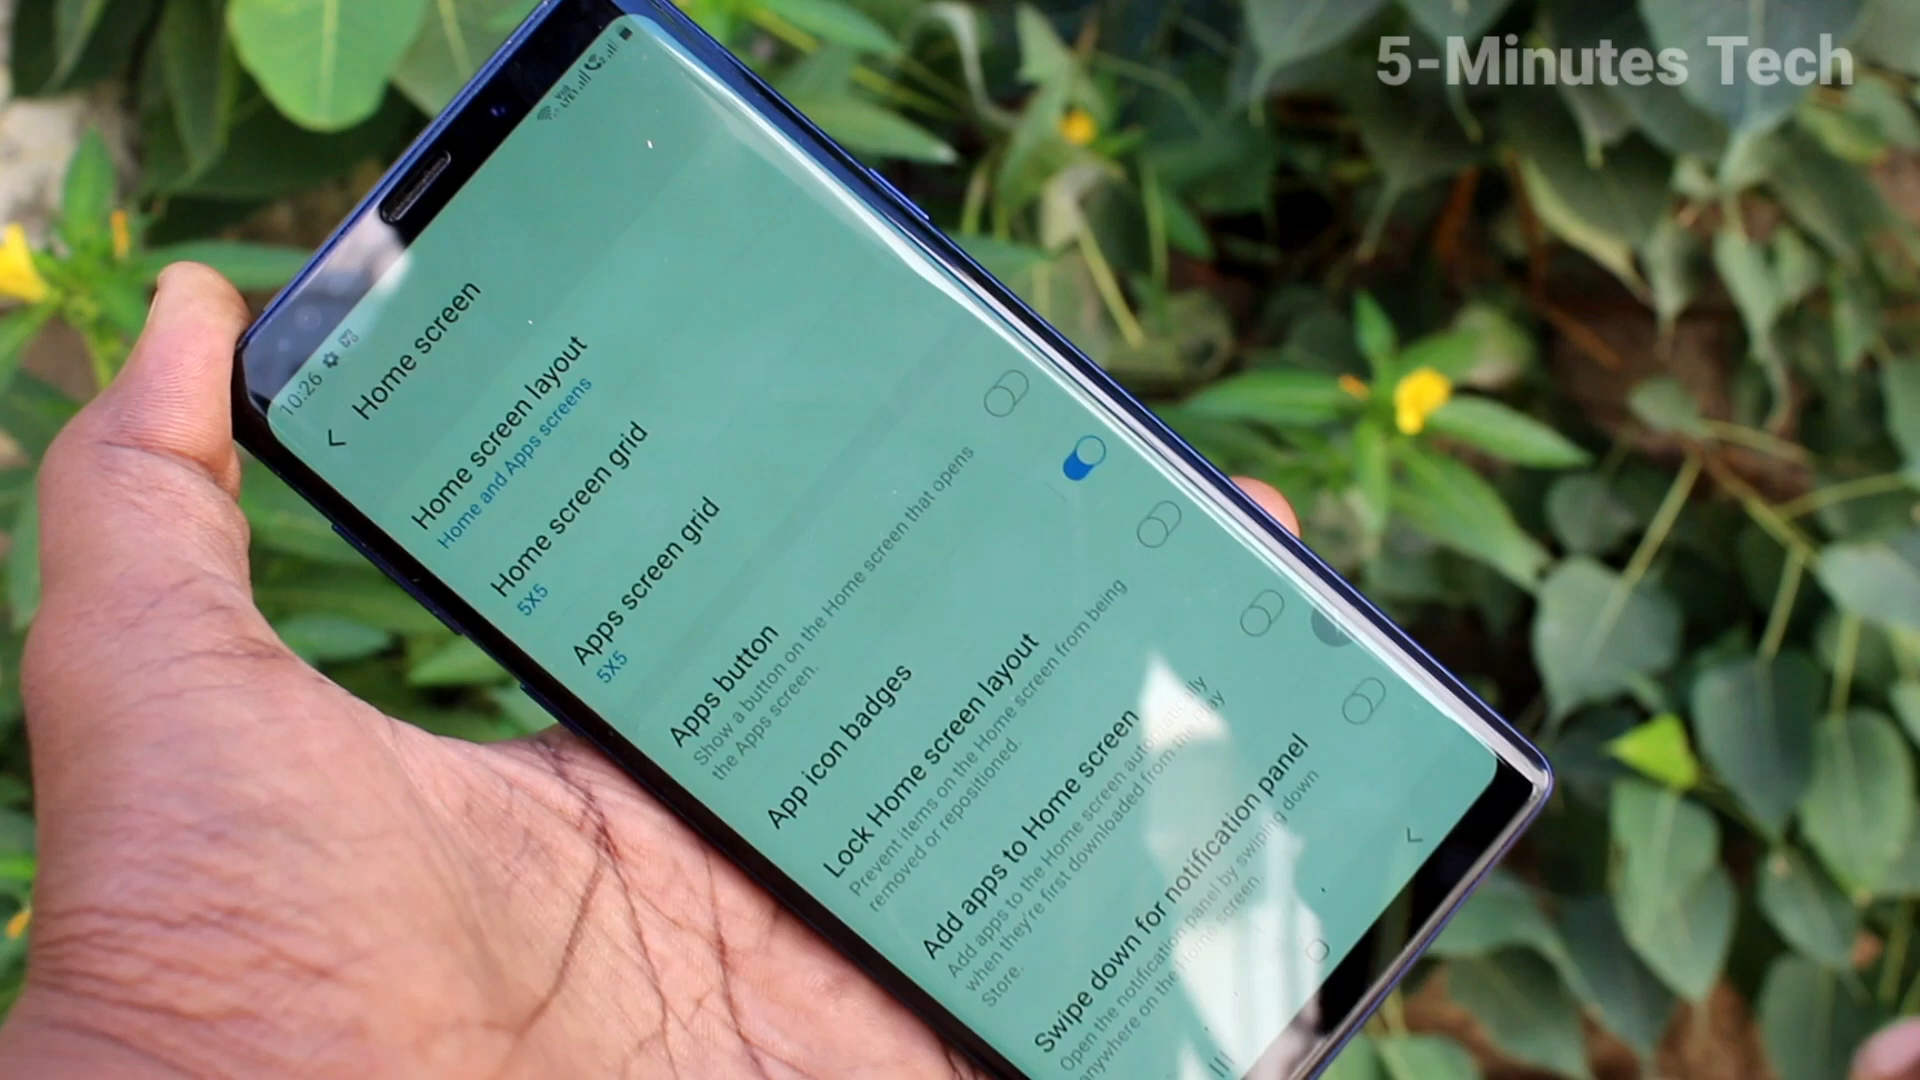 5-Minutes Tech
10:26
Home screen
Home screen layout
Home and Apps screens
Home screen grid
5X5
Apps screen grid
5X5
Apps button
Show a button on the Home screen that opens
the Apps screen.
App icon badges
Lock Home screen layout
Prevent items on the Home screen from being
removed or repositioned.
Add apps to Home screen
Add apps to the Home screen automatically
when they're first downloaded from the Play
Store.
Swipe down for notification panel
Open the notification panel by swiping down
anywhere on the Home screen.